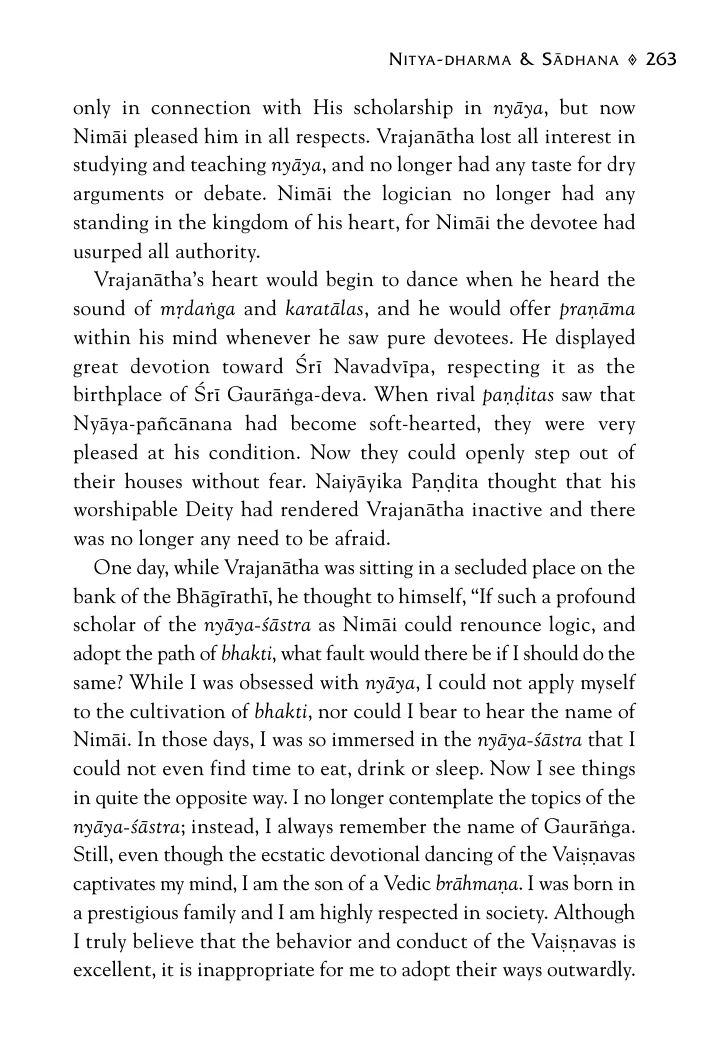 Nitya-dharma & Sādhana ◈ 263
only in connection with His scholarship in nyāya, but now
Nimāi pleased him in all respects. Vrajanātha lost all interest in
studying and teaching nyāya, and no longer had any taste for dry
arguments or debate. Nimāi the logician no longer had any
standing in the kingdom of his heart, for Nimāi the devotee had
usurped all authority.
Vrajanātha’s heart would begin to dance when he heard the
sound of mṛdaṅga and karatālas, and he would offer praṇāma
within his mind whenever he saw pure devotees. He displayed
great devotion toward Śrī Navadvīpa, respecting it as the
birthplace of Śrī Gaurāṅga-deva. When rival paṇḍitas saw that
Nyāya-pañcānana had become soft-hearted, they were very
pleased at his condition. Now they could openly step out of
their houses without fear. Naiyāyika Paṇḍita thought that his
worshipable Deity had rendered Vrajanātha inactive and there
was no longer any need to be afraid.
One day, while Vrajanātha was sitting in a secluded place on the
bank of the Bhāgīrathī, he thought to himself, “If such a profound
scholar of the nyāya-śāstra as Nimāi could renounce logic, and
adopt the path of bhakti, what fault would there be if I should do the
same? While I was obsessed with nyāya, I could not apply myself
to the cultivation of bhakti, nor could I bear to hear the name of
Nimāi. In those days, I was so immersed in the nyāya-śāstra that I
could not even find time to eat, drink or sleep. Now I see things
in quite the opposite way. I no longer contemplate the topics of the
nyāya-śāstra; instead, I always remember the name of Gaurāṅga.
Still, even though the ecstatic devotional dancing of the Vaiṣṇavas
captivates my mind, I am the son of a Vedic brāhmaṇa. I was born in
a prestigious family and I am highly respected in society. Although
I truly believe that the behavior and conduct of the Vaiṣṇavas is
excellent, it is inappropriate for me to adopt their ways outwardly.